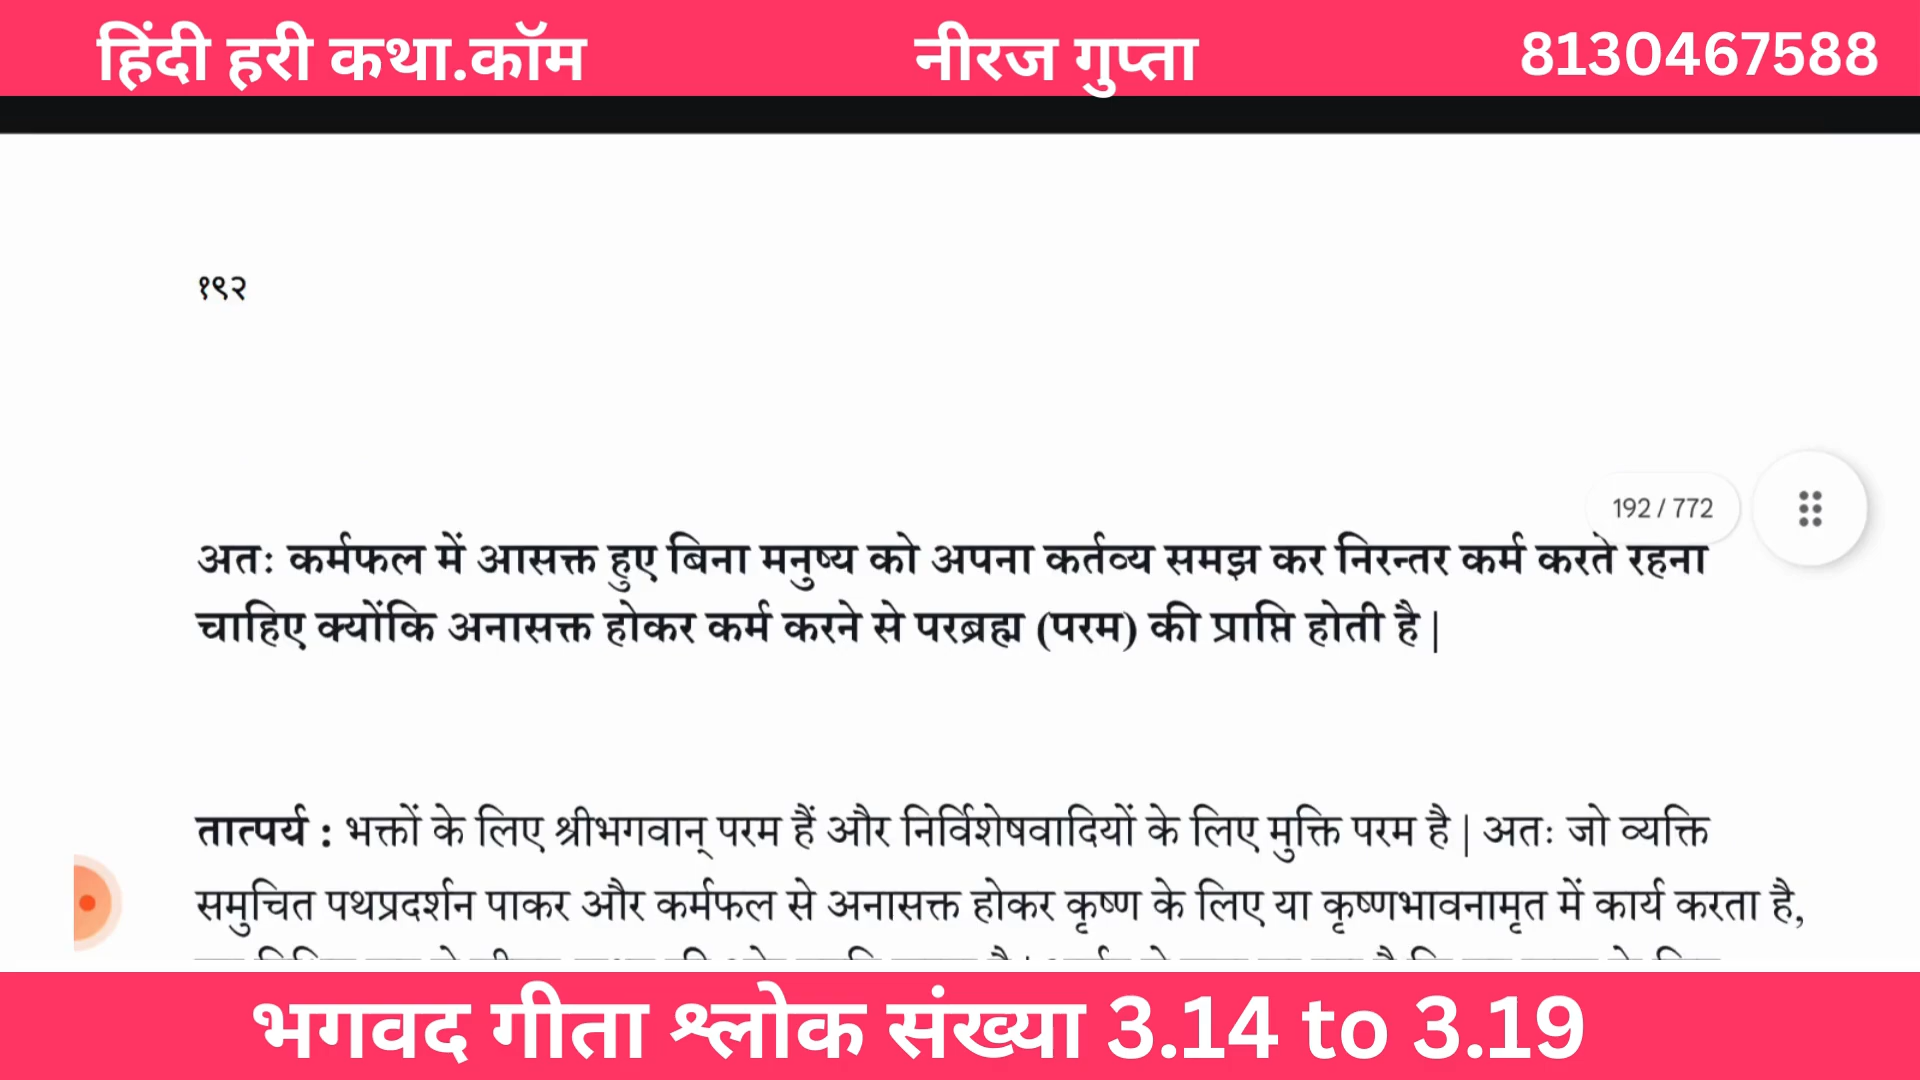 हिंदी हरी कथा.कॉम नीरज गुप्ता 8130467588
१९२
192 / 772
अतः कर्मफल में आसक्त हुए बिना मनुष्य को अपना कर्तव्य समझ कर निरन्तर कर्म करते रहना
चाहिए क्योंकि अनासक्त होकर कर्म करने से परब्रह्म (परम) की प्राप्ति होती है |
तात्पर्य : भक्तों के लिए श्रीभगवान् परम हैं और निर्विशेषवादियों के लिए मुक्ति परम है | अतः जो व्यक्ति
समुचित पथप्रदर्शन पाकर और कर्मफल से अनासक्त होकर कृष्ण के लिए या कृष्णभावनामृत में कार्य करता है,
भगवद गीता श्लोक संख्या 3.14 to 3.19